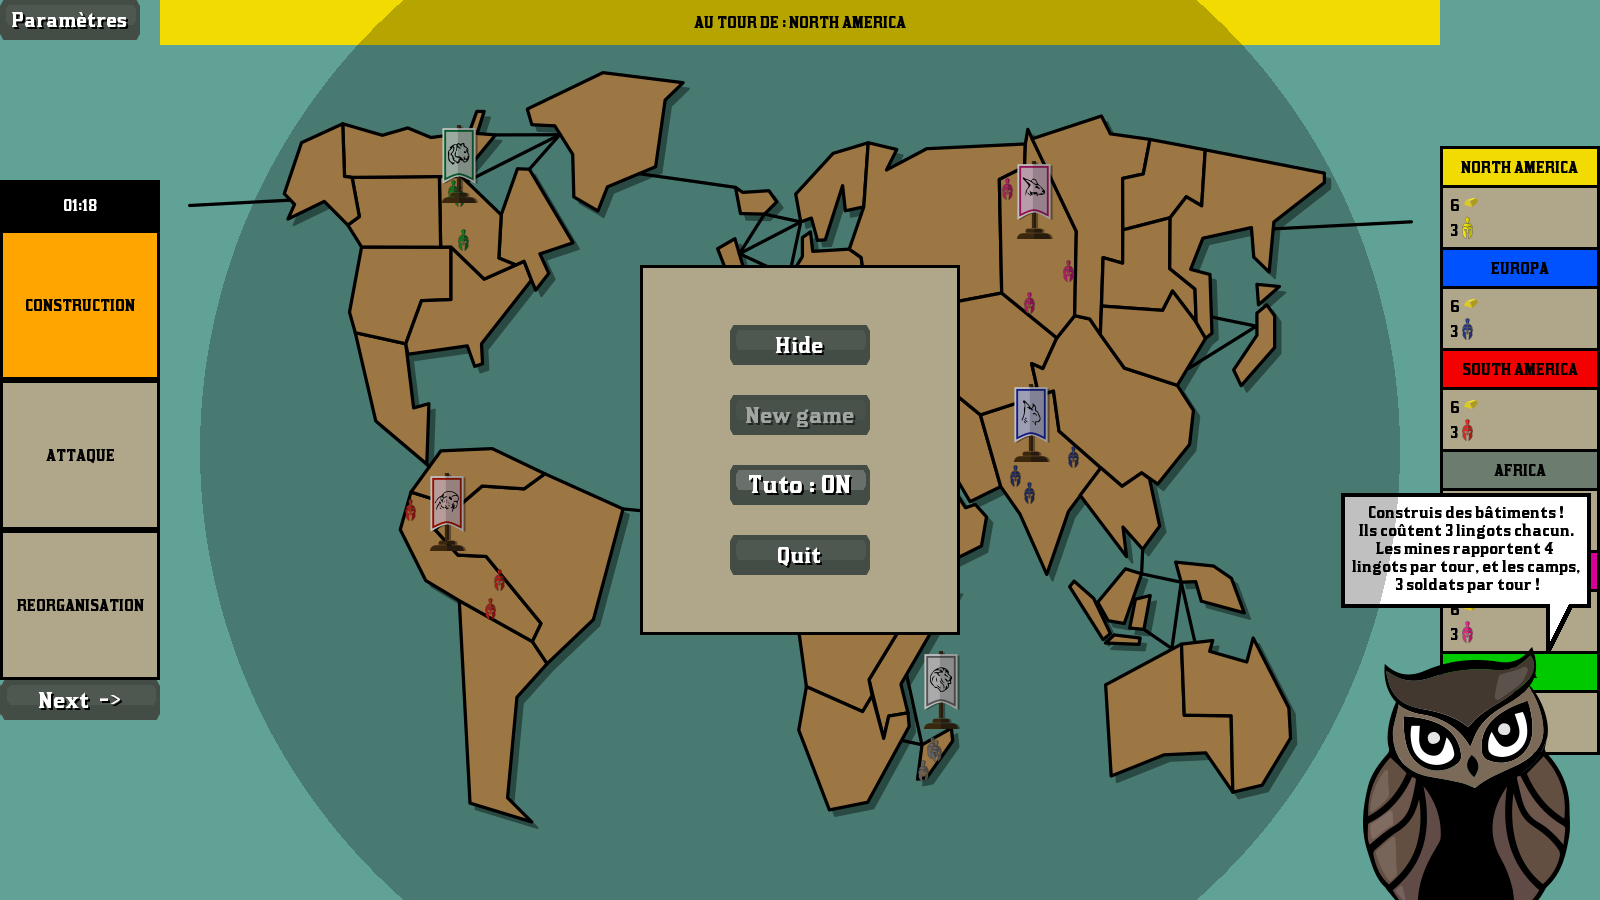 Paramètres
AU TOUR DE : NORTH AMERICA
01:18
CONSTRUCTION
ATTAQUE
REORGANISATION
Next ->
Hide
New game
Tuto : ON
Quit
NORTH AMERICA
6
3
EUROPA
6
3
SOUTH AMERICA
6
3
AFRICA
Construis des bâtiments !
Ils coûtent 3 lingots chacun.
Les mines rapportent 4
lingots par tour, et les camps,
3 soldats par tour !
6
3